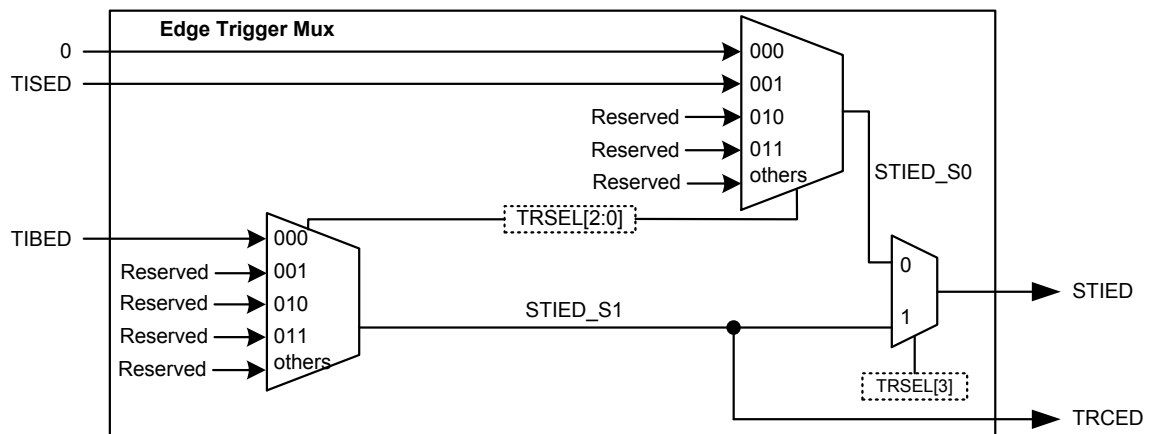 Edge Trigger Mux
0
000
TISED
001
Reserved
010
Reserved
011
Reserved
others
STIED_S0
TRSEL[2:0]
TIBED
000
Reserved
001
Reserved
010
Reserved
011
Reserved
others
STIED_S1
0
1
STIED
TRSEL[3]
TRCED